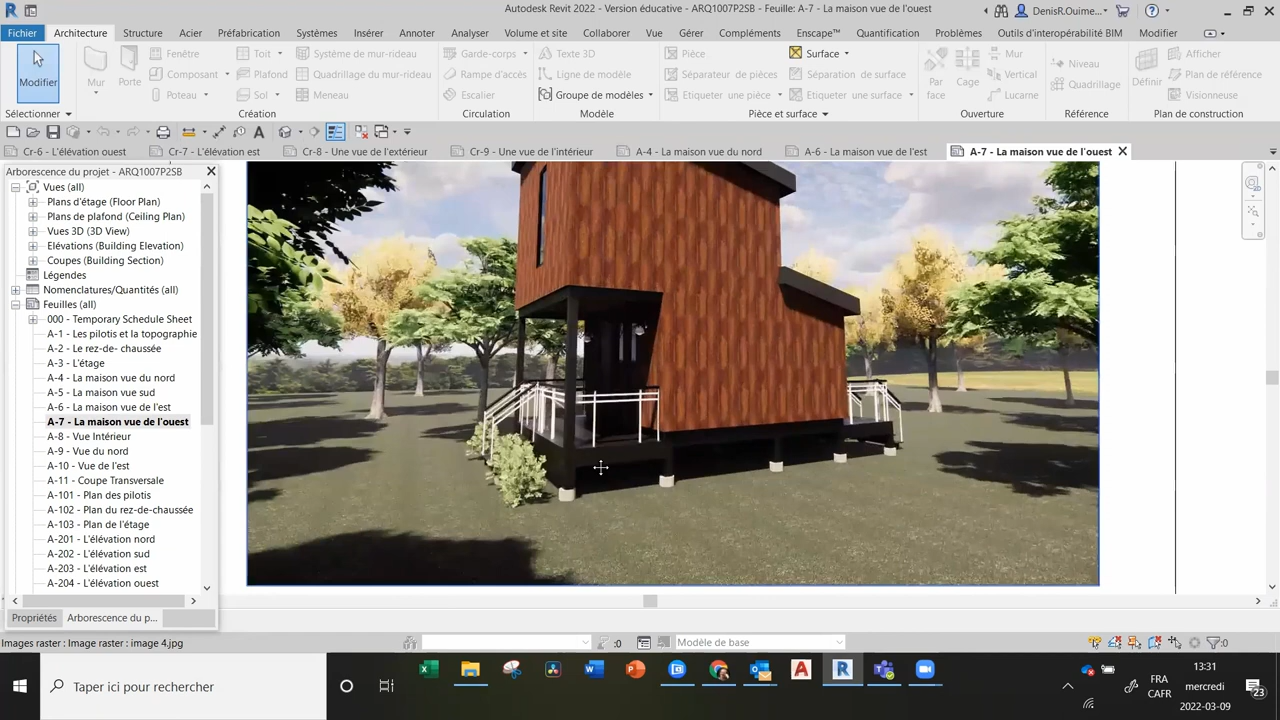 Autodesk Revit 2022 - Version éducative - ARQ1007P2SB - Feuille: A-7 - La maison vue de l'ouest
DenisR.Ouime...
Fichier Architecture Structure Acier Préfabrication Systèmes Insérer Annoter Analyser Volume et site Collaborer Vue Gérer Compléments Enscape™ Quantification Problèmes Outils d'interopérabilité BIM Modifier
Fenêtre Toit Système de mur-rideau Garde-corps Texte 3D Pièce Surface Mur Afficher
Modifier Mur Porte Composant Plafond Quadrillage du mur-rideau Rampe d'accès Ligne de modèle Séparateur de pièces Séparation de surface Par face Cage Vertical Niveau Définir Plan de référence
Poteau Sol Meneau Escalier Groupe de modèles Etiqueter une pièce Etiqueter une surface Lucarne Quadrillage Visionneuse
Sélectionner Création Circulation Modèle Pièce et surface Ouverture Référence Plan de construction
Cr-6 - L'élévation ouest Cr-7 - L'élévation est Cr-8 - Une vue de l'extérieur Cr-9 - Une vue de l'intérieur A-4 - La maison vue du nord A-6 - La maison vue de l'est A-7 - La maison vue de l'ouest
Arborescence du projet - ARQ1007P2SB
Vues (all)
Plans d'étage (Floor Plan)
Plans de plafond (Ceiling Plan)
Vues 3D (3D View)
Elévations (Building Elevation)
Coupes (Building Section)
Légendes
Nomenclatures/Quantités (all)
Feuilles (all)
000 - Temporary Schedule Sheet
A-1 - Les pilotis et la topographie
A-2 - Le rez-de- chaussée
A-3 - L'étage
A-4 - La maison vue du nord
A-5 - La maison vue sud
A-6 - La maison vue de l'est
A-7 - La maison vue de l'ouest
A-8 - Vue Intérieur
A-9 - Vue du nord
A-10 - Vue de l'est
A-11 - Coupe Transversale
A-101 - Plan des pilotis
A-102 - Plan du rez-de-chaussée
A-103 - Plan de l'étage
A-201 - L'élévation nord
A-202 - L'élévation sud
A-203 - L'élévation est
A-204 - L'élévation ouest
Propriétés Arborescence du p...
Images raster : Image raster : image 4.jpg
:0 Modèle de base :0
Taper ici pour rechercher
FRA
CAFR
13:31
mercredi
2022-03-09
23